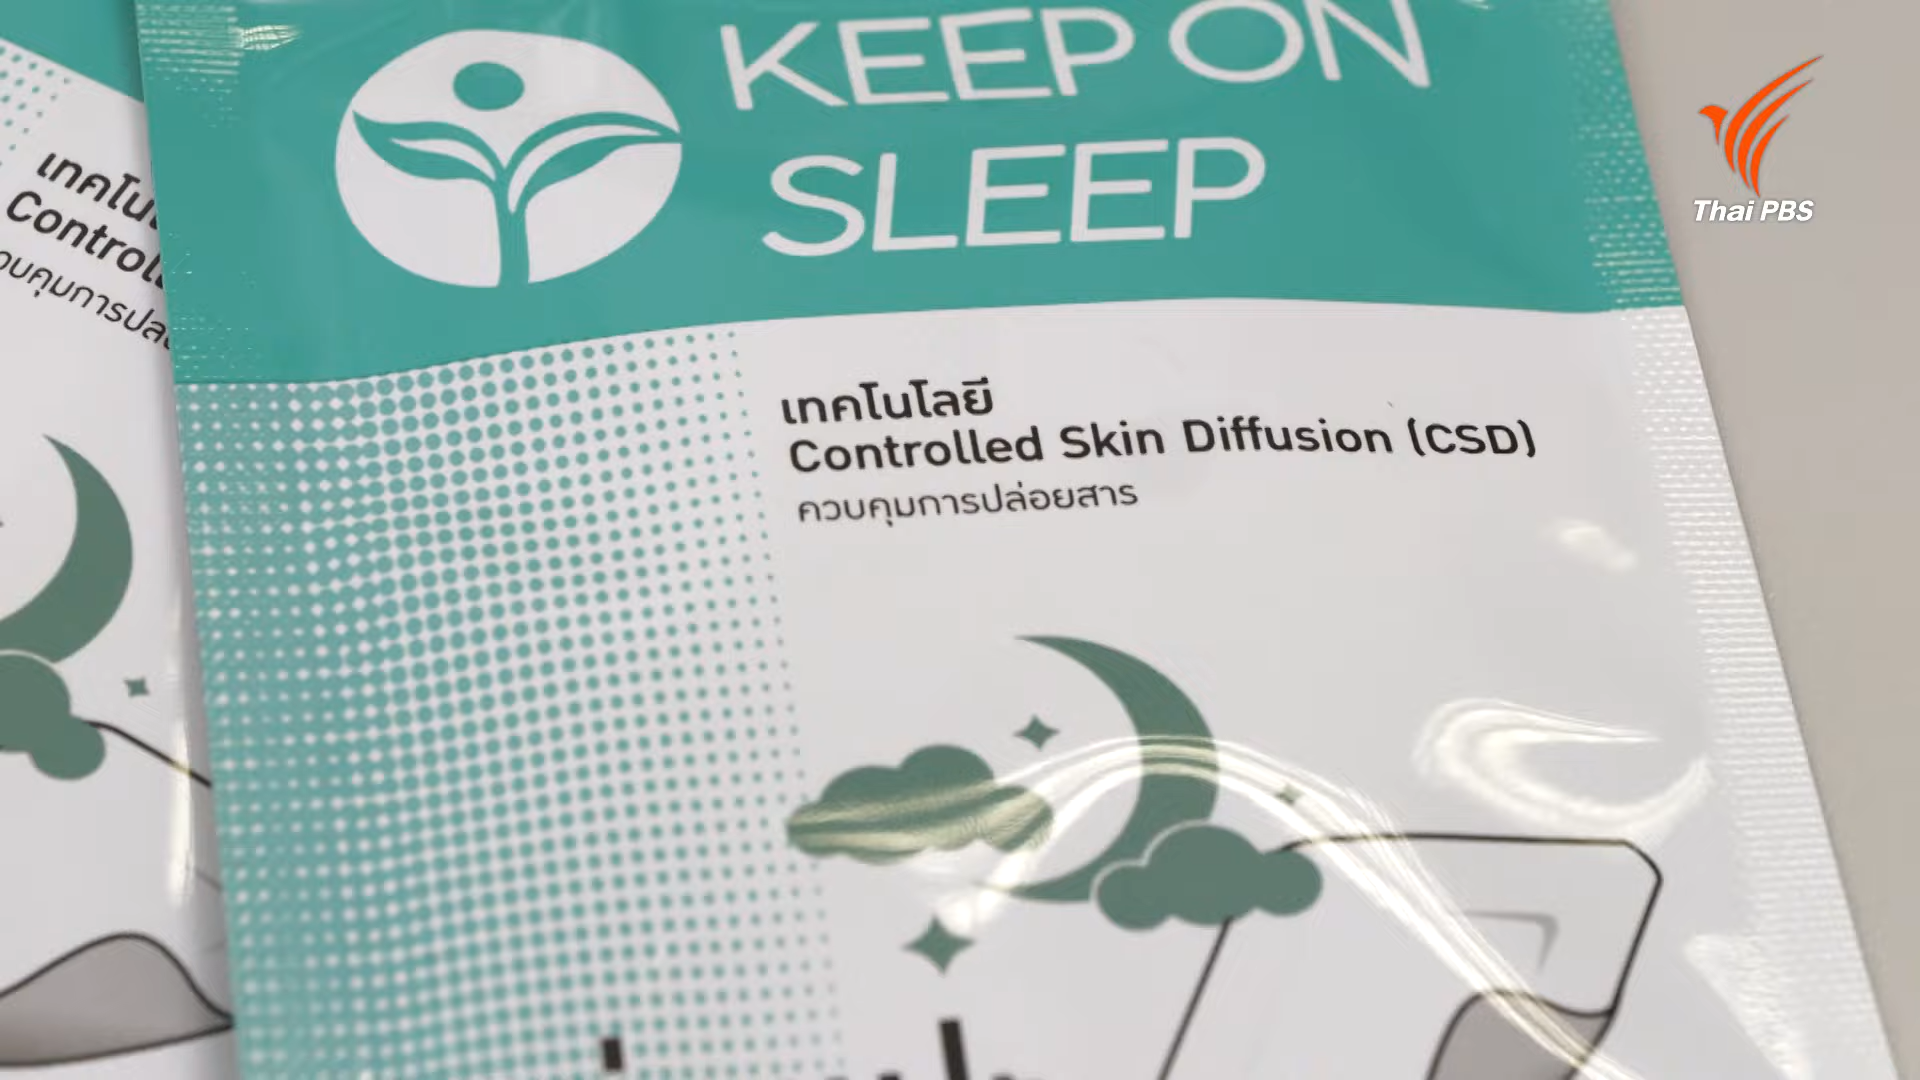 KEEP ON
SLEEP
Thai PBS
เทคโนโลยี
Controlled Skin Diffusion (CSD)
ควบคุมการปล่อยสาร